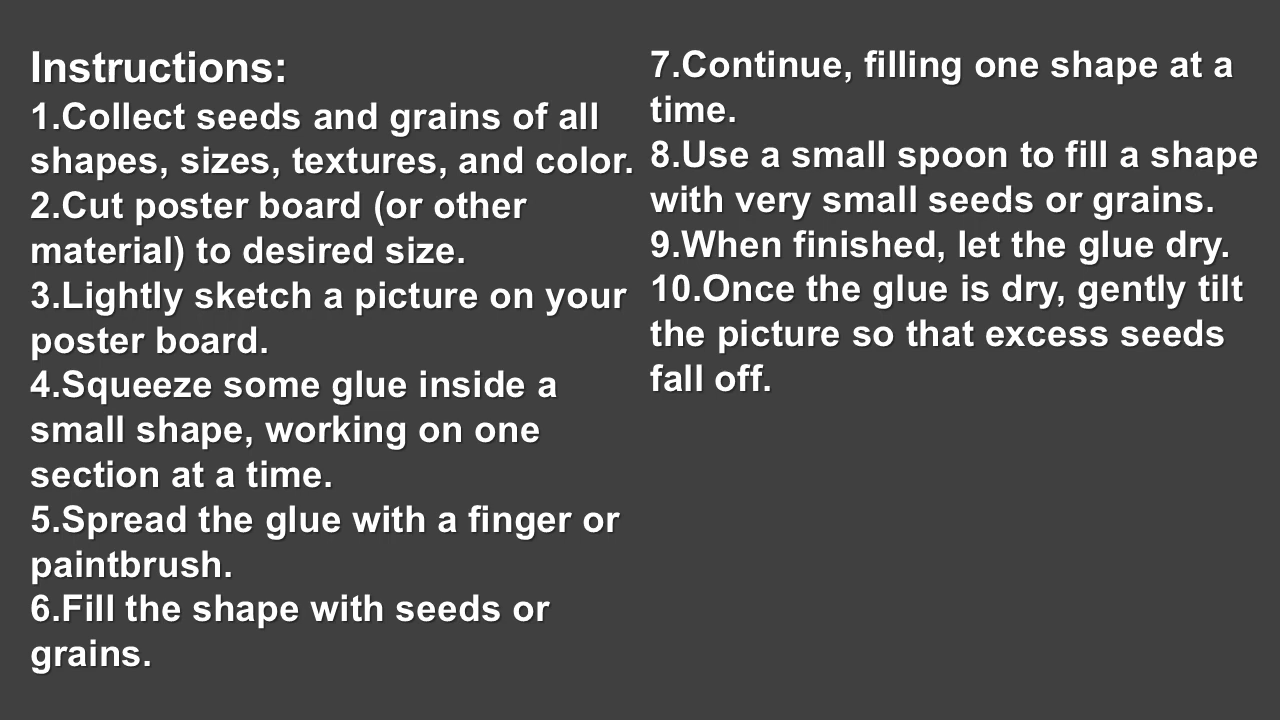 Instructions:
1.Collect seeds and grains of all
shapes, sizes, textures, and color.
2.Cut poster board (or other
material) to desired size.
3.Lightly sketch a picture on your
poster board.
4.Squeeze some glue inside a
small shape, working on one
section at a time.
5.Spread the glue with a finger or
paintbrush.
6.Fill the shape with seeds or
grains.
7.Continue, filling one shape at a
time.
8.Use a small spoon to fill a shape
with very small seeds or grains.
9.When finished, let the glue dry.
10.Once the glue is dry, gently tilt
the picture so that excess seeds
fall off.